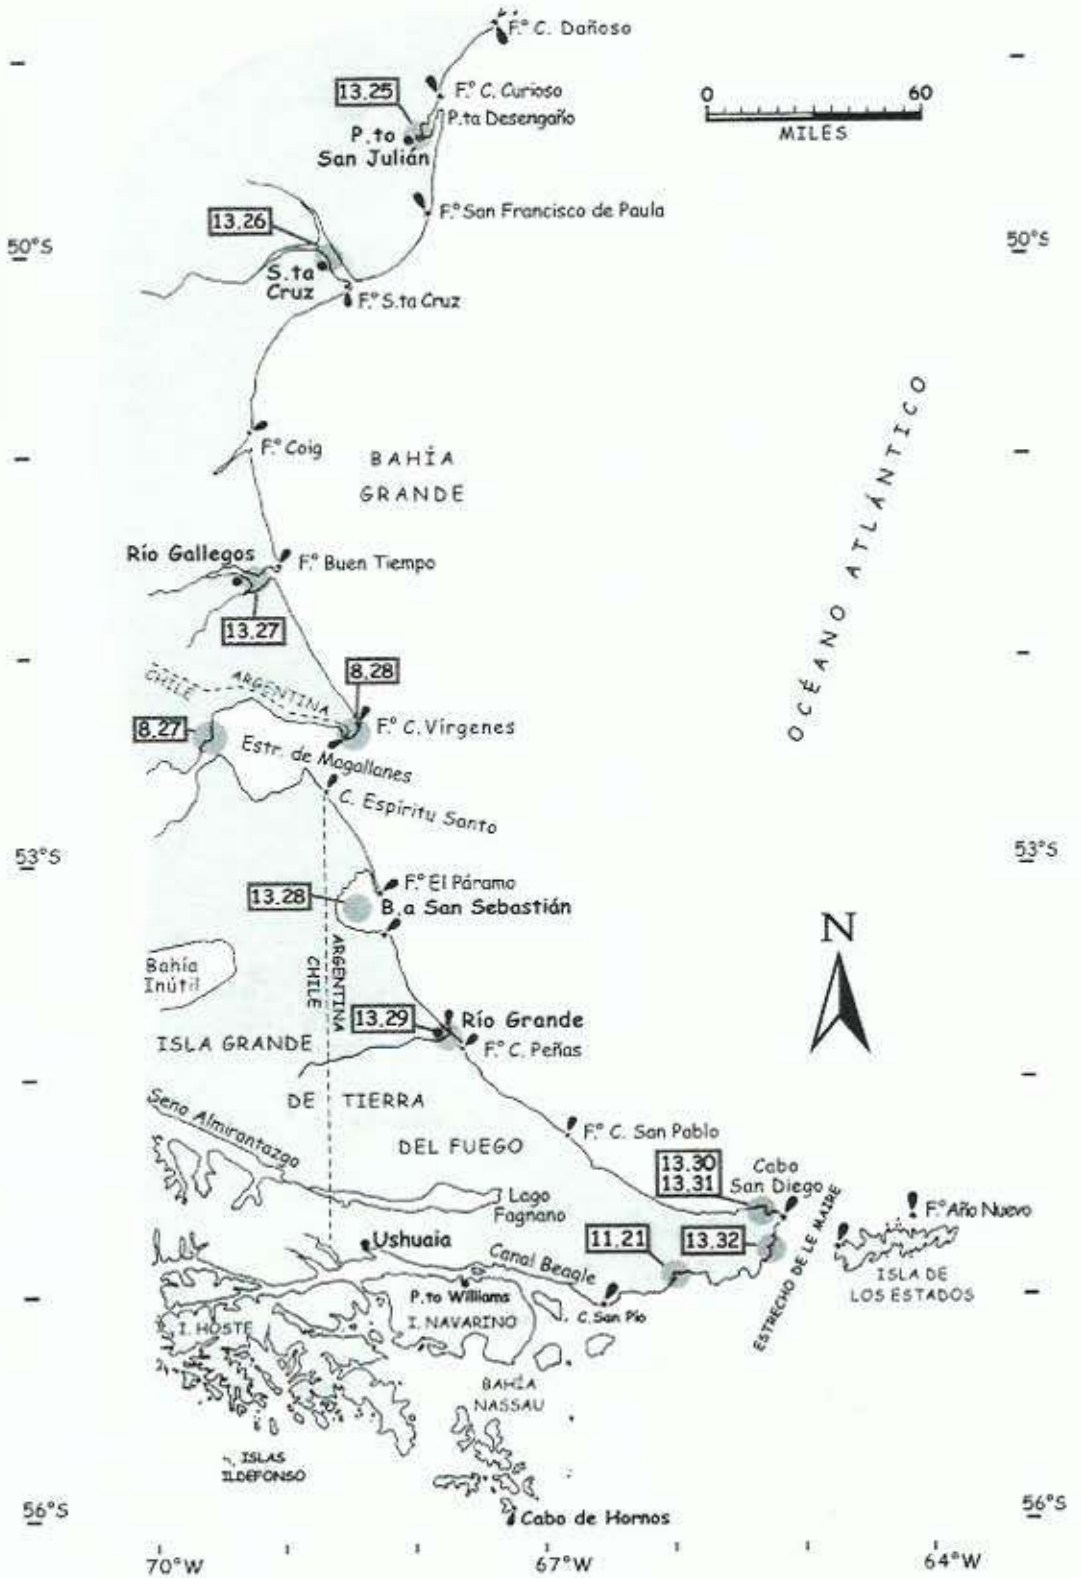 F.º C. Dañoso
13.25
F.º C. Curioso
P.ta Desengaño
0 60
MILES
P.to
San Julián
13.26
F.º San Francisco de Paula
50°S
50°S
S.ta
Cruz
F.º S.ta Cruz
F.º Coig
BAHÍA
GRANDE
OCÉANO ATLÁNTICO
Río Gallegos
F.º Buen Tiempo
13.27
8.28
CHILE
ARGENTINA
8.27
F.º C. Vírgenes
Estr. de Magallanes
C. Espíritu Santo
53°S
53°S
F.º El Páramo
13.28
B.a San Sebastián
N
ARGENTINA
CHILE
Bahía
Inútil
13.29
Río Grande
ISLA GRANDE
F.º C. Peñas
DE TIERRA
Seno Almirantazgo
DEL FUEGO
F.º C. San Pablo
13.30
13.31
Cabo
San Diego
Lago
Fagnano
F.º Año Nuevo
Ushuaia
11.21
13.32
Canal Beagle
ESTRECHO DE LE MAIRE
ISLA DE
LOS ESTADOS
P.to Williams
I. NAVARINO
C. San Pío
I. HOSTE
BAHÍA
NASSAU
ISLAS
ILDEFONSO
Cabo de Hornos
56°S
56°S
70°W
67°W
64°W